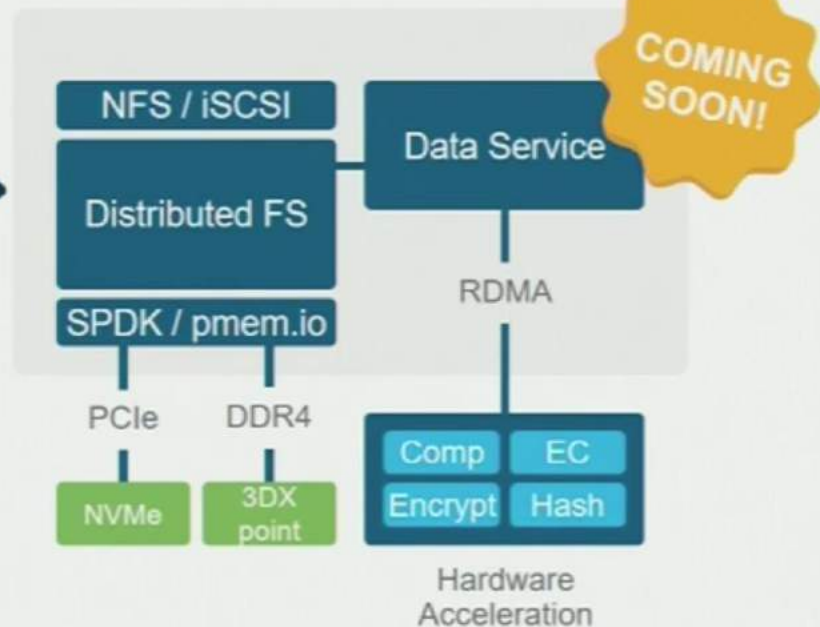 COMING
SOON!
NFS / iSCSI
Data Service
Distributed FS
RDMA
SPDK / pmem.io
PCIe
DDR4
Comp
EC
NVMe
3DX
point
Encrypt
Hash
Hardware
Acceleration